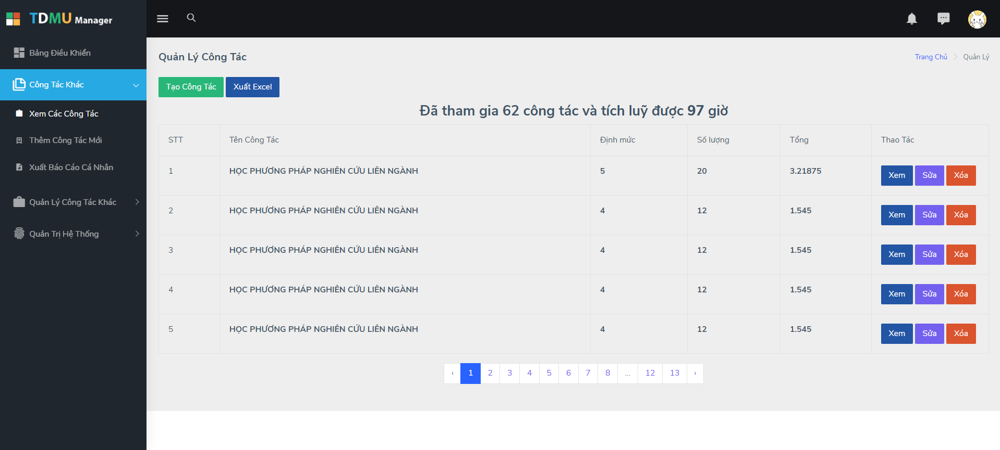 TDMU Manager
Bảng Điều Khiển
Công Tác Khác
Xem Các Công Tác
Thêm Công Tác Mới
Xuất Báo Cáo Cá Nhân
Quản Lý Công Tác Khác
Quản Trị Hệ Thống
Quản Lý Công Tác
Trang Chủ > Quản Lý
Tạo Công Tác Xuất Excel
Đã tham gia 62 công tác và tích luỹ được 97 giờ
STT Tên Công Tác Định mức Số lượng Tổng Thao Tác
1 HỌC PHƯƠNG PHÁP NGHIÊN CỨU LIÊN NGÀNH 5 20 3.21875 Xem Sửa Xóa
2 HỌC PHƯƠNG PHÁP NGHIÊN CỨU LIÊN NGÀNH 4 12 1.545 Xem Sửa Xóa
3 HỌC PHƯƠNG PHÁP NGHIÊN CỨU LIÊN NGÀNH 4 12 1.545 Xem Sửa Xóa
4 HỌC PHƯƠNG PHÁP NGHIÊN CỨU LIÊN NGÀNH 4 12 1.545 Xem Sửa Xóa
5 HỌC PHƯƠNG PHÁP NGHIÊN CỨU LIÊN NGÀNH 4 12 1.545 Xem Sửa Xóa
‹ 1 2 3 4 5 6 7 8 ... 12 13 ›